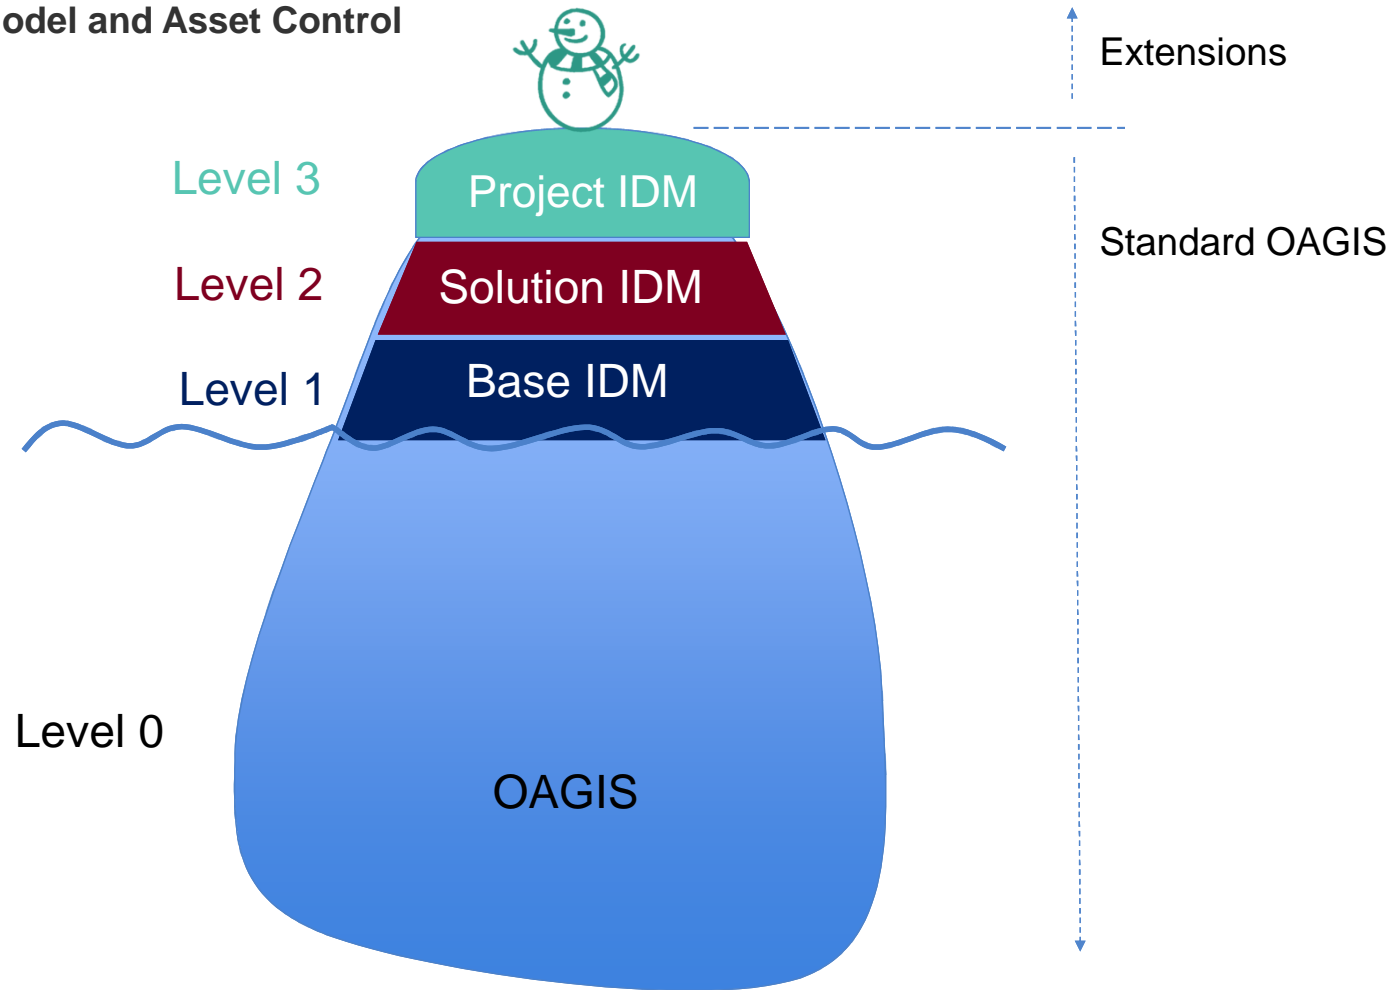 odel and Asset Control
Extensions
Level 3
Project IDM
Standard OAGIS
Level 2
Solution IDM
Level 1
Base IDM
Level 0
OAGIS